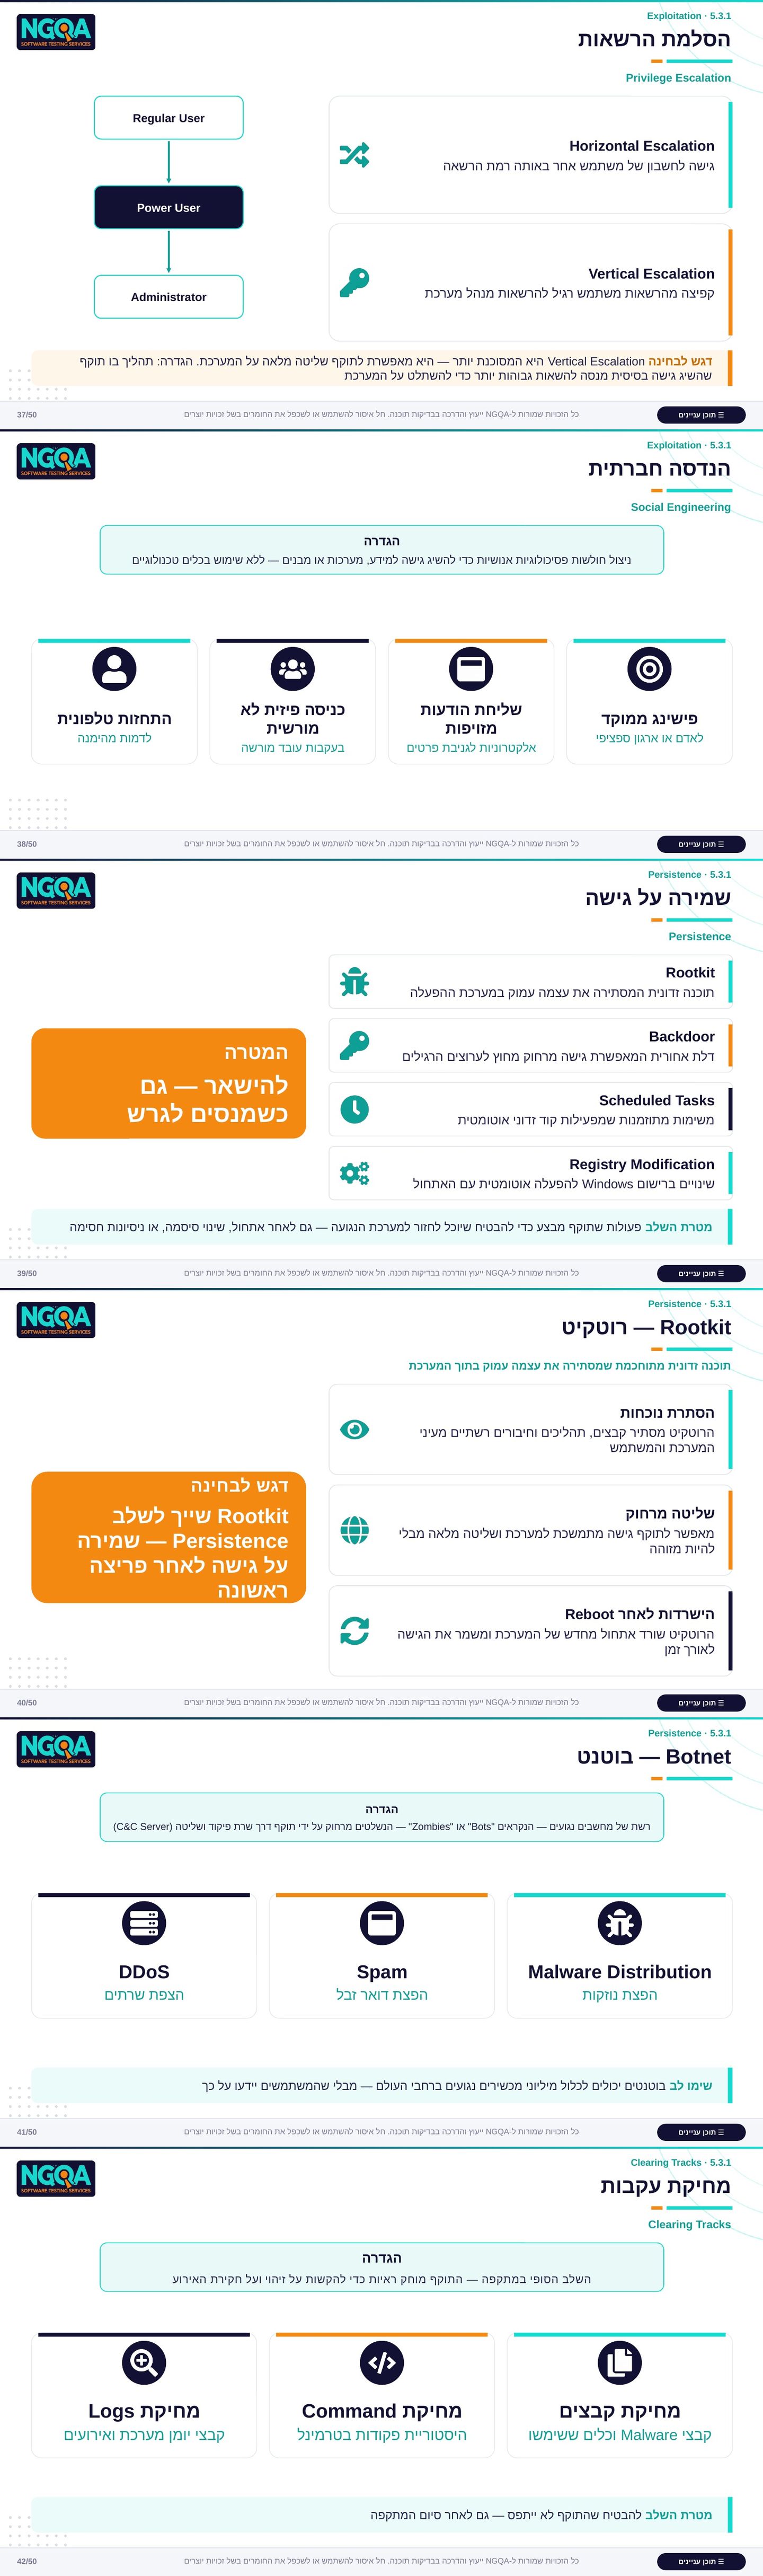 NGQA
SOFTWARE TESTING SERVICES
Exploitation · 5.3.1
הסלמת הרשאות
Privilege Escalation
Horizontal Escalation
גישה לחשבון של משתמש אחר באותה רמת הרשאה
Vertical Escalation
קפיצה מהרשאות משתמש רגיל להרשאות מנהל מערכת
Regular User
Power User
Administrator
דגש לבחינה Vertical Escalation היא המסוכנת יותר — היא מאפשרת לתוקף שליטה מלאה על המערכת. הגדרה: תהליך בו תוקף
שהשיג גישה בסיסית מנסה להשאות גבוהות יותר כדי להשתלט על המערכת
☰ תוכן עניינים
כל הזכויות שמורות ל-NGQA ייעוץ והדרכה בבדיקות תוכנה. חל איסור להשתמש או לשכפל את החומרים בשל זכויות יוצרים
37/50
NGQA
SOFTWARE TESTING SERVICES
Exploitation · 5.3.1
הנדסה חברתית
Social Engineering
הגדרה
ניצול חולשות פסיכולוגיות אנושיות כדי להשיג גישה למידע, מערכות או מבנים — ללא שימוש בכלים טכנולוגיים
פישינג ממוקד
לאדם או ארגון ספציפי
שליחת הודעות
מזויפות
אלקטרוניות לגניבת פרטים
כניסה פיזית לא
מורשית
בעקבות עובד מורשה
התחזות טלפונית
לדמות מהימנה
☰ תוכן עניינים
כל הזכויות שמורות ל-NGQA ייעוץ והדרכה בבדיקות תוכנה. חל איסור להשתמש או לשכפל את החומרים בשל זכויות יוצרים
38/50
NGQA
SOFTWARE TESTING SERVICES
Persistence · 5.3.1
שמירה על גישה
Persistence
Rootkit
תוכנה זדונית המסתירה את עצמה עמוק במערכת ההפעלה
Backdoor
דלת אחורית המאפשרת גישה מרחוק מחוץ לערוצים הרגילים
Scheduled Tasks
משימות מתוזמנות שמפעילות קוד זדוני אוטומטית
Registry Modification
שינויים ברישום Windows להפעלה אוטומטית עם האתחול
המטרה
להישאר — גם
כשמנסים לגרש
מטרת השלב פעולות שתוקף מבצע כדי להבטיח שיוכל לחזור למערכת הנגועה — גם לאחר אתחול, שינוי סיסמה, או ניסיונות חסימה
☰ תוכן עניינים
כל הזכויות שמורות ל-NGQA ייעוץ והדרכה בבדיקות תוכנה. חל איסור להשתמש או לשכפל את החומרים בשל זכויות יוצרים
39/50
NGQA
SOFTWARE TESTING SERVICES
Persistence · 5.3.1
Rootkit — רוטקיט
תוכנה זדונית מתוחכמת שמסתירה את עצמה עמוק בתוך המערכת
הסתרת נוכחות
הרוטקיט מסתיר קבצים, תהליכים וחיבורים רשתיים מעיני
המערכת והמשתמש
שליטה מרחוק
מאפשר לתוקף גישה מתמשכת למערכת ושליטה מלאה מבלי
להיות מזוהה
הישרדות לאחר Reboot
הרוטקיט שורד אתחול מחדש של המערכת ומשמר את הגישה
לאורך זמן
דגש לבחינה
Rootkit שייך לשלב
Persistence — שמירה
על גישה לאחר פריצה
ראשונה
☰ תוכן עניינים
כל הזכויות שמורות ל-NGQA ייעוץ והדרכה בבדיקות תוכנה. חל איסור להשתמש או לשכפל את החומרים בשל זכויות יוצרים
40/50
NGQA
SOFTWARE TESTING SERVICES
Persistence · 5.3.1
Botnet — בוטנט
הגדרה
רשת של מחשבים נגועים — הנקראים "Bots" או "Zombies" — הנשלטים מרחוק על ידי תוקף דרך שרת פיקוד ושליטה (C&C Server)
Malware Distribution
הפצת נוזקות
Spam
הפצת דואר זבל
DDoS
הצפת שרתים
שימו לב בוטנטים יכולים לכלול מיליוני מכשירים נגועים ברחבי העולם — מבלי שהמשתמשים יידעו על כך
☰ תוכן עניינים
כל הזכויות שמורות ל-NGQA ייעוץ והדרכה בבדיקות תוכנה. חל איסור להשתמש או לשכפל את החומרים בשל זכויות יוצרים
41/50
NGQA
SOFTWARE TESTING SERVICES
Clearing Tracks · 5.3.1
מחיקת עקבות
Clearing Tracks
הגדרה
השלב הסופי במתקפה — התוקף מוחק ראיות כדי להקשות על זיהוי ועל חקירת האירוע
מחיקת קבצים
קבצי Malware וכלים ששימשו
מחיקת Command
היסטוריית פקודות בטרמינל
מחיקת Logs
קבצי יומן מערכת ואירועים
מטרת השלב להבטיח שהתוקף לא ייתפס — גם לאחר סיום המתקפה
☰ תוכן עניינים
כל הזכויות שמורות ל-NGQA ייעוץ והדרכה בבדיקות תוכנה. חל איסור להשתמש או לשכפל את החומרים בשל זכויות יוצרים
42/50